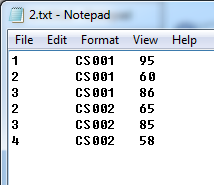 2.txt - Notepad
File Edit Format View Help
1 CS001 95
2 CS001 60
3 CS001 86
2 CS002 65
3 CS002 85
4 CS002 58